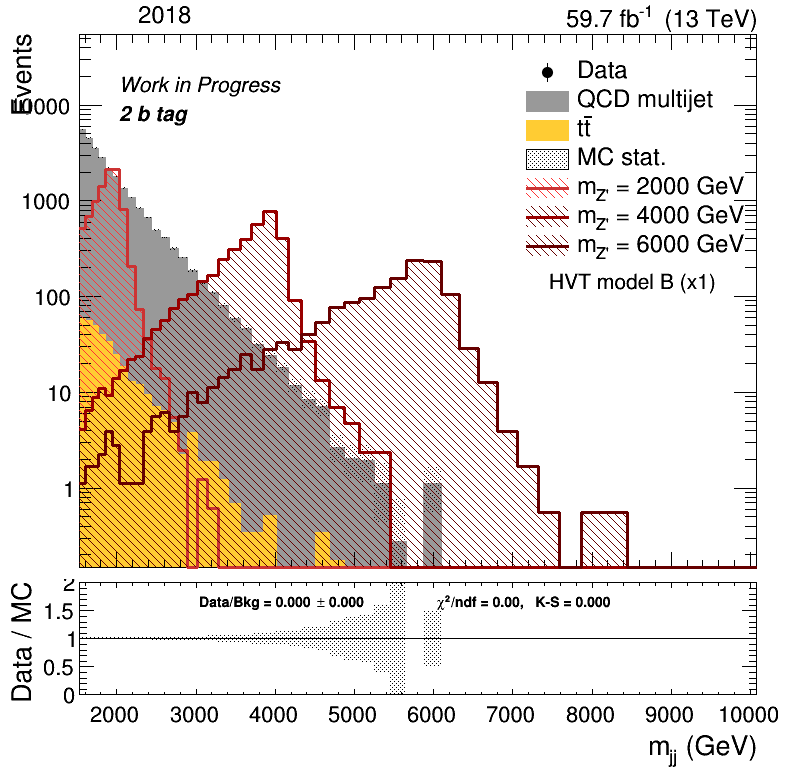 2018
59.7 fb⁻¹ (13 TeV)
Events
Work in Progress
2 b tag
Data
QCD multijet
tt̄
MC stat.
m_Z' = 2000 GeV
m_Z' = 4000 GeV
m_Z' = 6000 GeV
HVT model B (x1)
10000
1000
100
10
1
Data / MC
2
1.5
1
0.5
0
Data/Bkg = 0.000 ± 0.000
χ²/ndf = 0.00, K-S = 0.000
2000 3000 4000 5000 6000 7000 8000 9000 10000
m_jj (GeV)